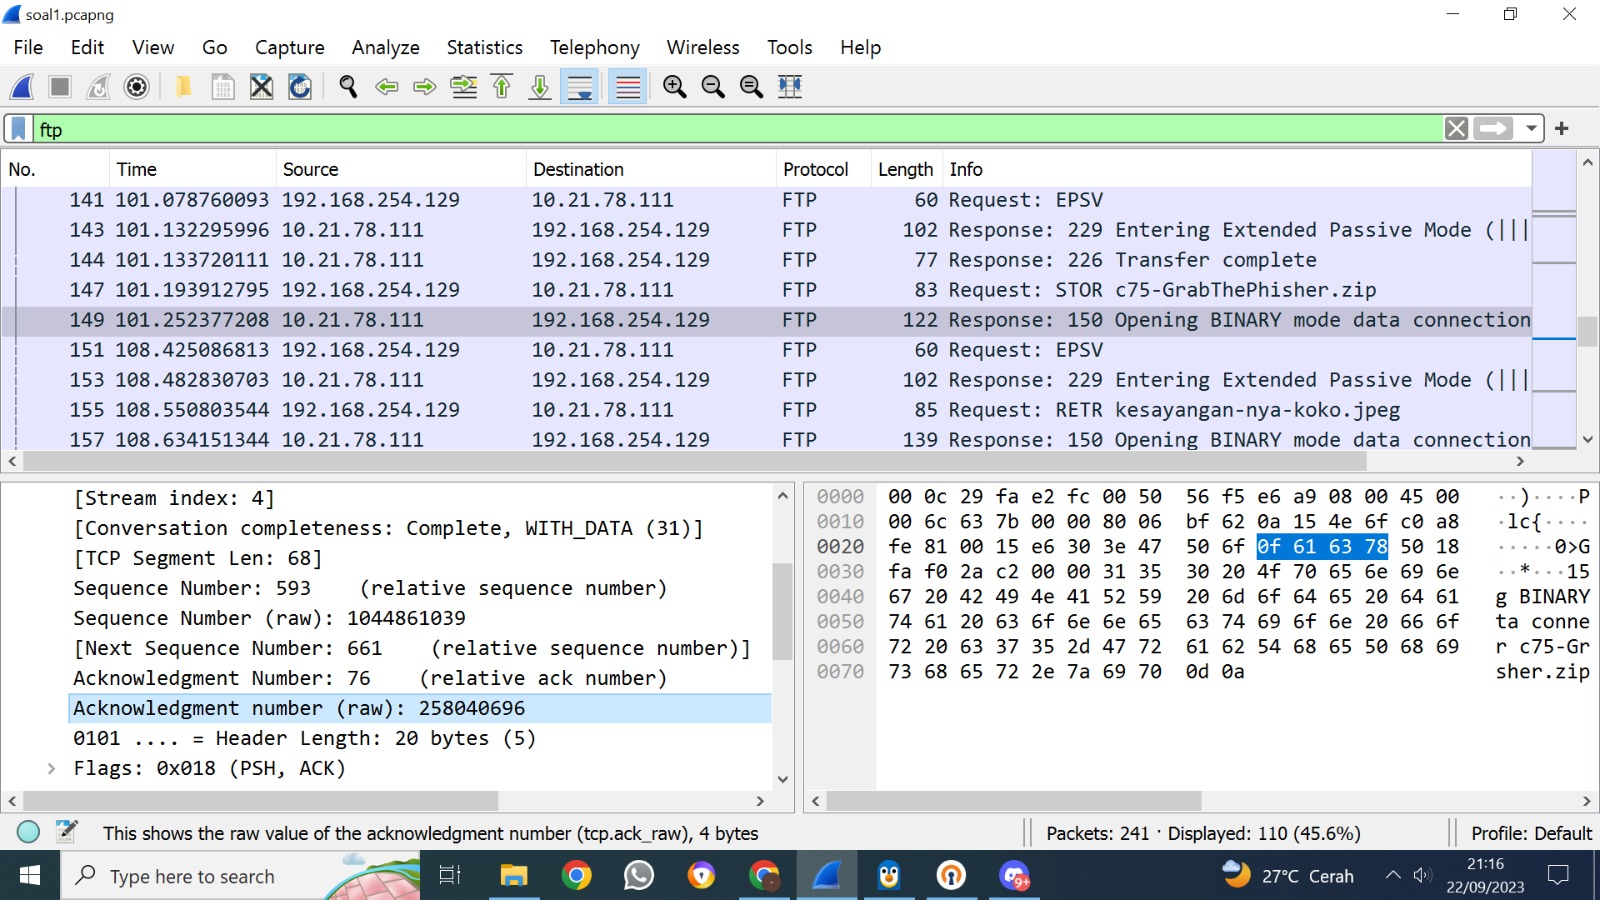 soal1.pcapng
File Edit View Go Capture Analyze Statistics Telephony Wireless Tools Help
ftp
No. Time Source Destination Protocol Length Info
141 101.078760093 192.168.254.129 10.21.78.111 FTP 60 Request: EPSV
143 101.132295996 10.21.78.111 192.168.254.129 FTP 102 Response: 229 Entering Extended Passive Mode (|||
144 101.133720111 10.21.78.111 192.168.254.129 FTP 77 Response: 226 Transfer complete
147 101.193912795 192.168.254.129 10.21.78.111 FTP 83 Request: STOR c75-GrabThePhisher.zip
149 101.252377208 10.21.78.111 192.168.254.129 FTP 122 Response: 150 Opening BINARY mode data connection
151 108.425086813 192.168.254.129 10.21.78.111 FTP 60 Request: EPSV
153 108.482830703 10.21.78.111 192.168.254.129 FTP 102 Response: 229 Entering Extended Passive Mode (|||
155 108.550803544 192.168.254.129 10.21.78.111 FTP 85 Request: RETR kesayangan-nya-koko.jpeg
157 108.634151344 10.21.78.111 192.168.254.129 FTP 139 Response: 150 Opening BINARY mode data connection
[Stream index: 4]
[Conversation completeness: Complete, WITH_DATA (31)]
[TCP Segment Len: 68]
Sequence Number: 593 (relative sequence number)
Sequence Number (raw): 1044861039
[Next Sequence Number: 661 (relative sequence number)]
Acknowledgment Number: 76 (relative ack number)
Acknowledgment number (raw): 258040696
0101 .... = Header Length: 20 bytes (5)
Flags: 0x018 (PSH, ACK)
0000 00 0c 29 fa e2 fc 00 50 56 f5 e6 a9 08 00 45 00 ··)····P
0010 00 6c 63 7b 00 00 80 06 bf 62 0a 15 4e 6f c0 a8 ·lc{····
0020 fe 81 00 15 e6 30 3e 47 50 6f 0f 61 63 78 50 18 ·····0>G
0030 fa f0 2a c2 00 00 31 35 30 20 4f 70 65 6e 69 6e ··*···15
0040 67 20 42 49 4e 41 52 59 20 6d 6f 64 65 20 64 61 g BINARY
0050 74 61 20 63 6f 6e 6e 65 63 74 69 6f 6e 20 66 6f ta conne
0060 72 20 63 37 35 2d 47 72 61 62 54 68 65 50 68 69 r c75-Gr
0070 73 68 65 72 2e 7a 69 70 0d 0a sher.zip
This shows the raw value of the acknowledgment number (tcp.ack_raw), 4 bytes
Packets: 241 · Displayed: 110 (45.6%)
Profile: Default
Type here to search
9+
27°C Cerah
21:16
22/09/2023